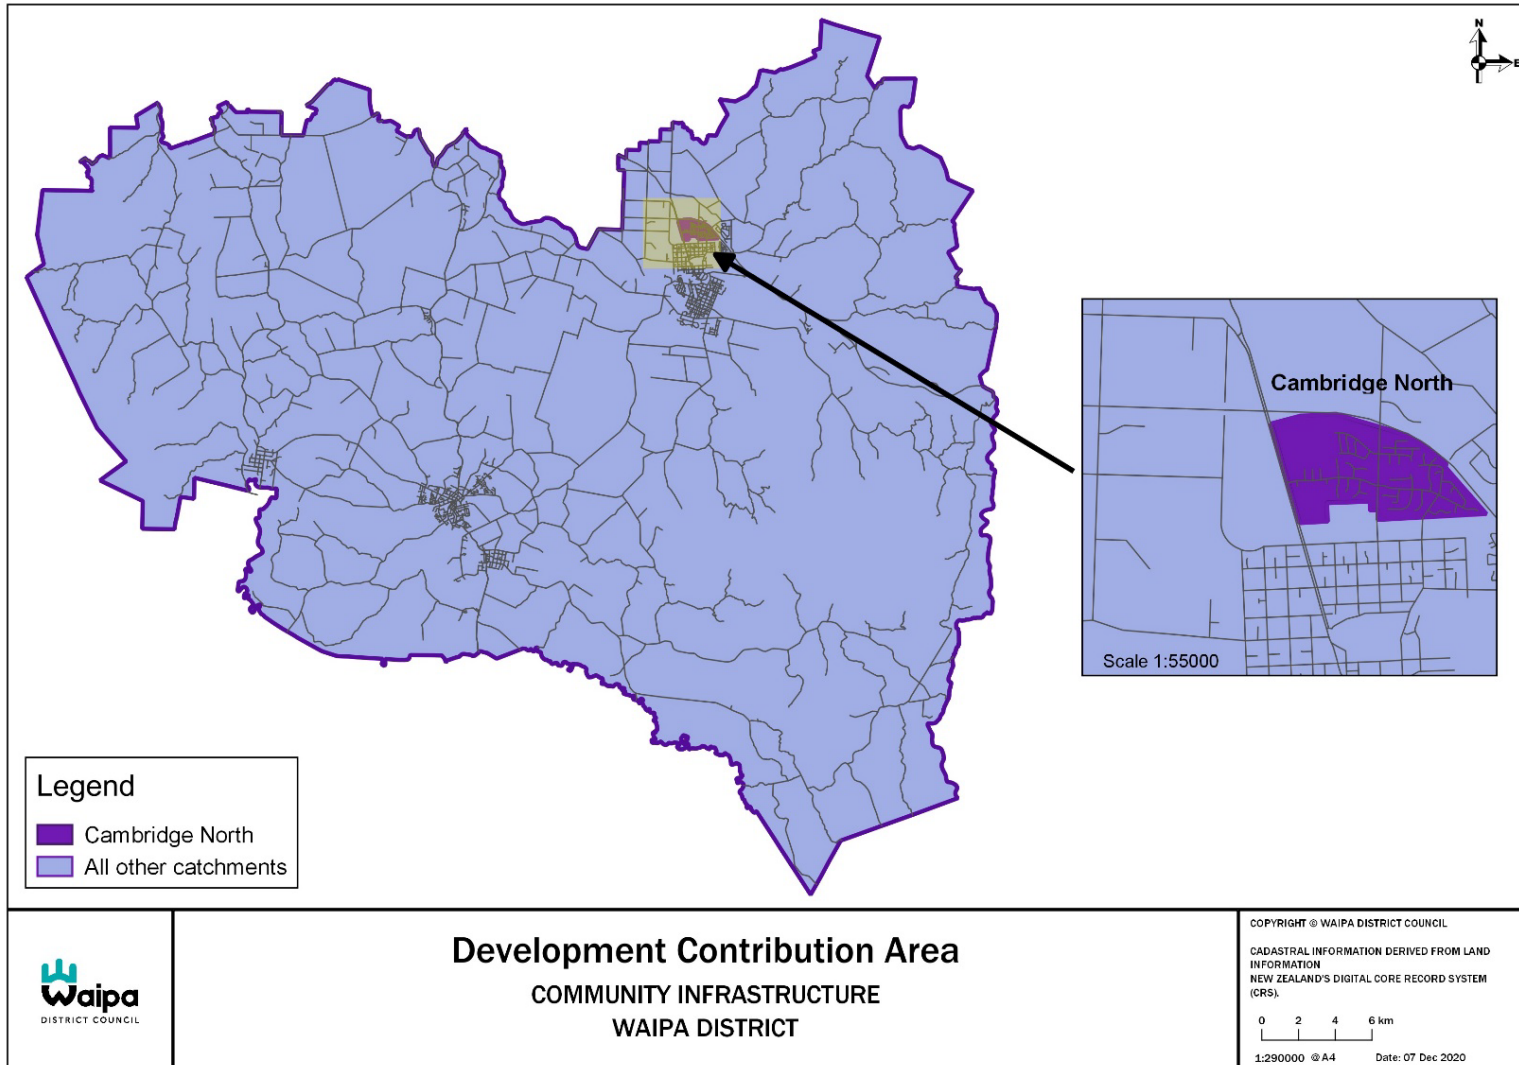 N
E
Cambridge North
Scale 1:55000
Legend
Cambridge North
All other catchments
Waipa
DISTRICT COUNCIL
Development Contribution Area
COMMUNITY INFRASTRUCTURE
WAIPA DISTRICT
COPYRIGHT © WAIPA DISTRICT COUNCIL
CADASTRAL INFORMATION DERIVED FROM LAND
INFORMATION
NEW ZEALAND'S DIGITAL CORE RECORD SYSTEM
(CRS).
0 2 4 6 km
1:290000 @ A4 Date: 07 Dec 2020